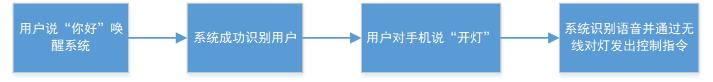 用户说“你好”唤
醒系统
系统成功识别用户
用户对手机说“开灯”
系统识别语音并通过无
线对灯发出控制指令